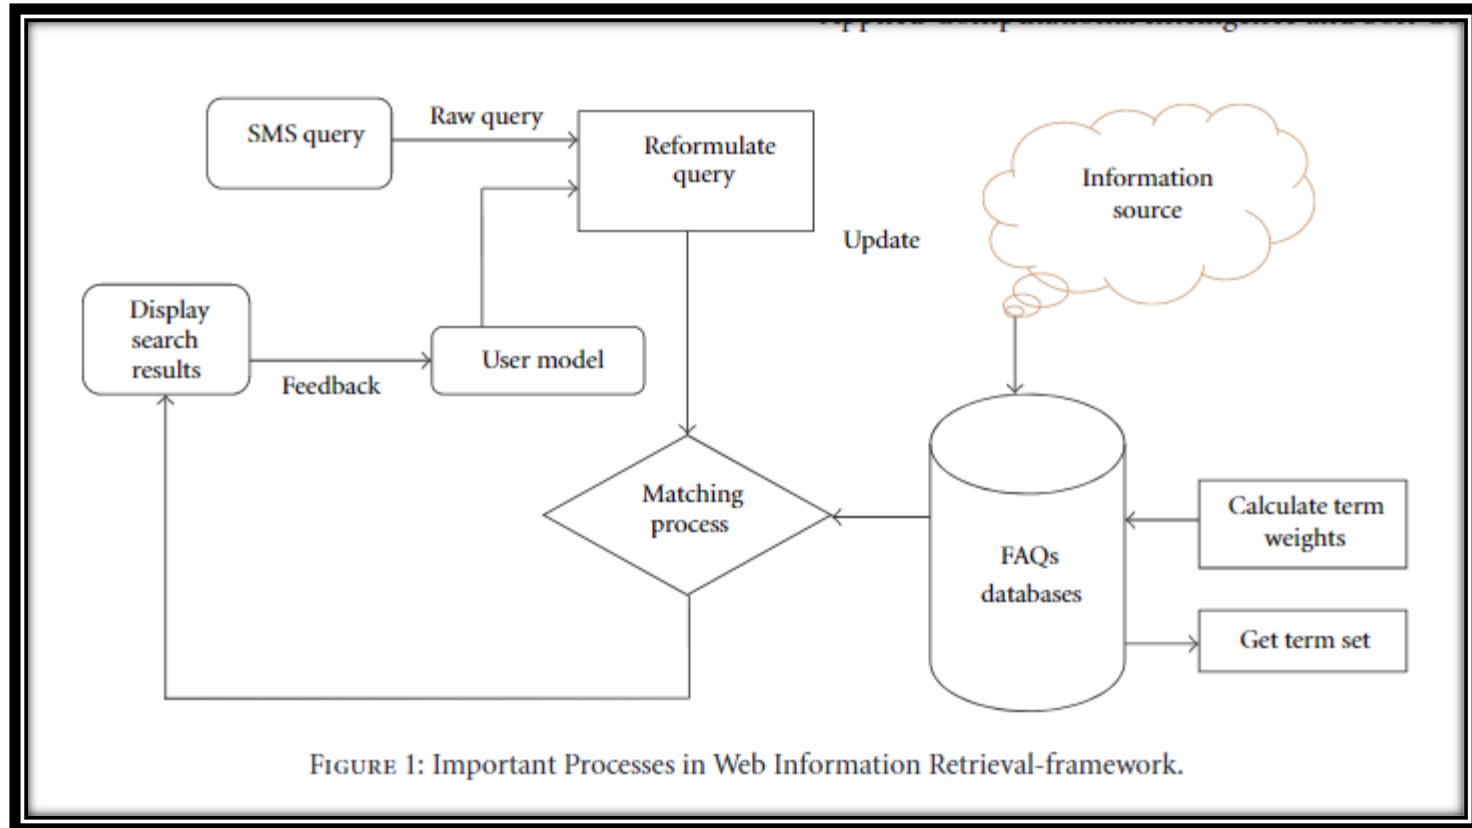 SMS query
Raw query
Reformulate
query
Information
source
Update
Display
search
results
Feedback
User model
Matching
process
FAQs
databases
Calculate term
weights
Get term set
FIGURE 1: Important Processes in Web Information Retrieval-framework.